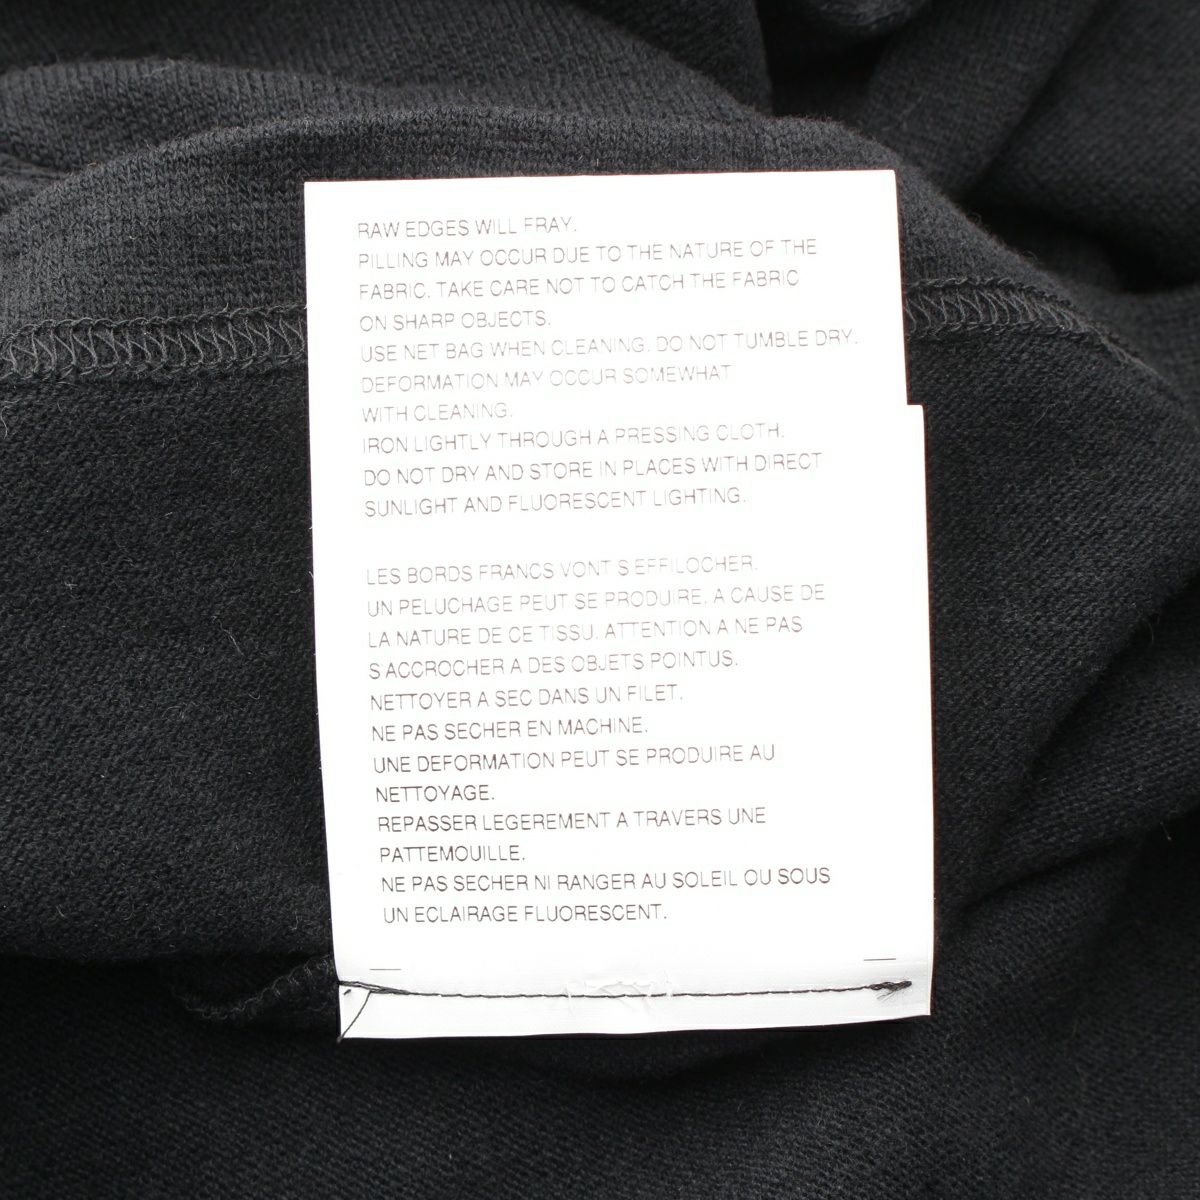 RAW EDGES WILL FRAY.
PILLING MAY OCCUR DUE TO THE NATURE OF THE
FABRIC. TAKE CARE NOT TO CATCH THE FABRIC
ON SHARP OBJECTS.
USE NET BAG WHEN CLEANING. DO NOT TUMBLE DRY.
DEFORMATION MAY OCCUR SOMEWHAT
WITH CLEANING.
IRON LIGHTLY THROUGH A PRESSING CLOTH.
DO NOT DRY AND STORE IN PLACES WITH DIRECT
SUNLIGHT AND FLUORESCENT LIGHTING.
LES BORDS FRANCS VONT S'EFFILOCHER.
UN PELUCHAGE PEUT SE PRODUIRE, A CAUSE DE
LA NATURE DE CE TISSU. ATTENTION A NE PAS
S'ACCROCHER A DES OBJETS POINTUS.
NETTOYER A SEC DANS UN FILET.
NE PAS SECHER EN MACHINE.
UNE DEFORMATION PEUT SE PRODUIRE AU
NETTOYAGE.
REPASSER LEGEREMENT A TRAVERS UNE
PATTEMOUILLE.
NE PAS SECHER NI RANGER AU SOLEIL OU SOUS
UN ECLAIRAGE FLUORESCENT.